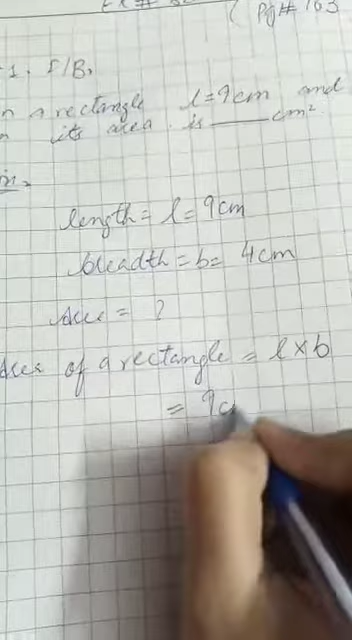 Pg# 163
1. F/B.
n a rectangle l=9cm and
its area is ____ cm².
length = l = 9cm
breadth = b = 4cm
Area = ?
Area of a rectangle = l × b
= 9c